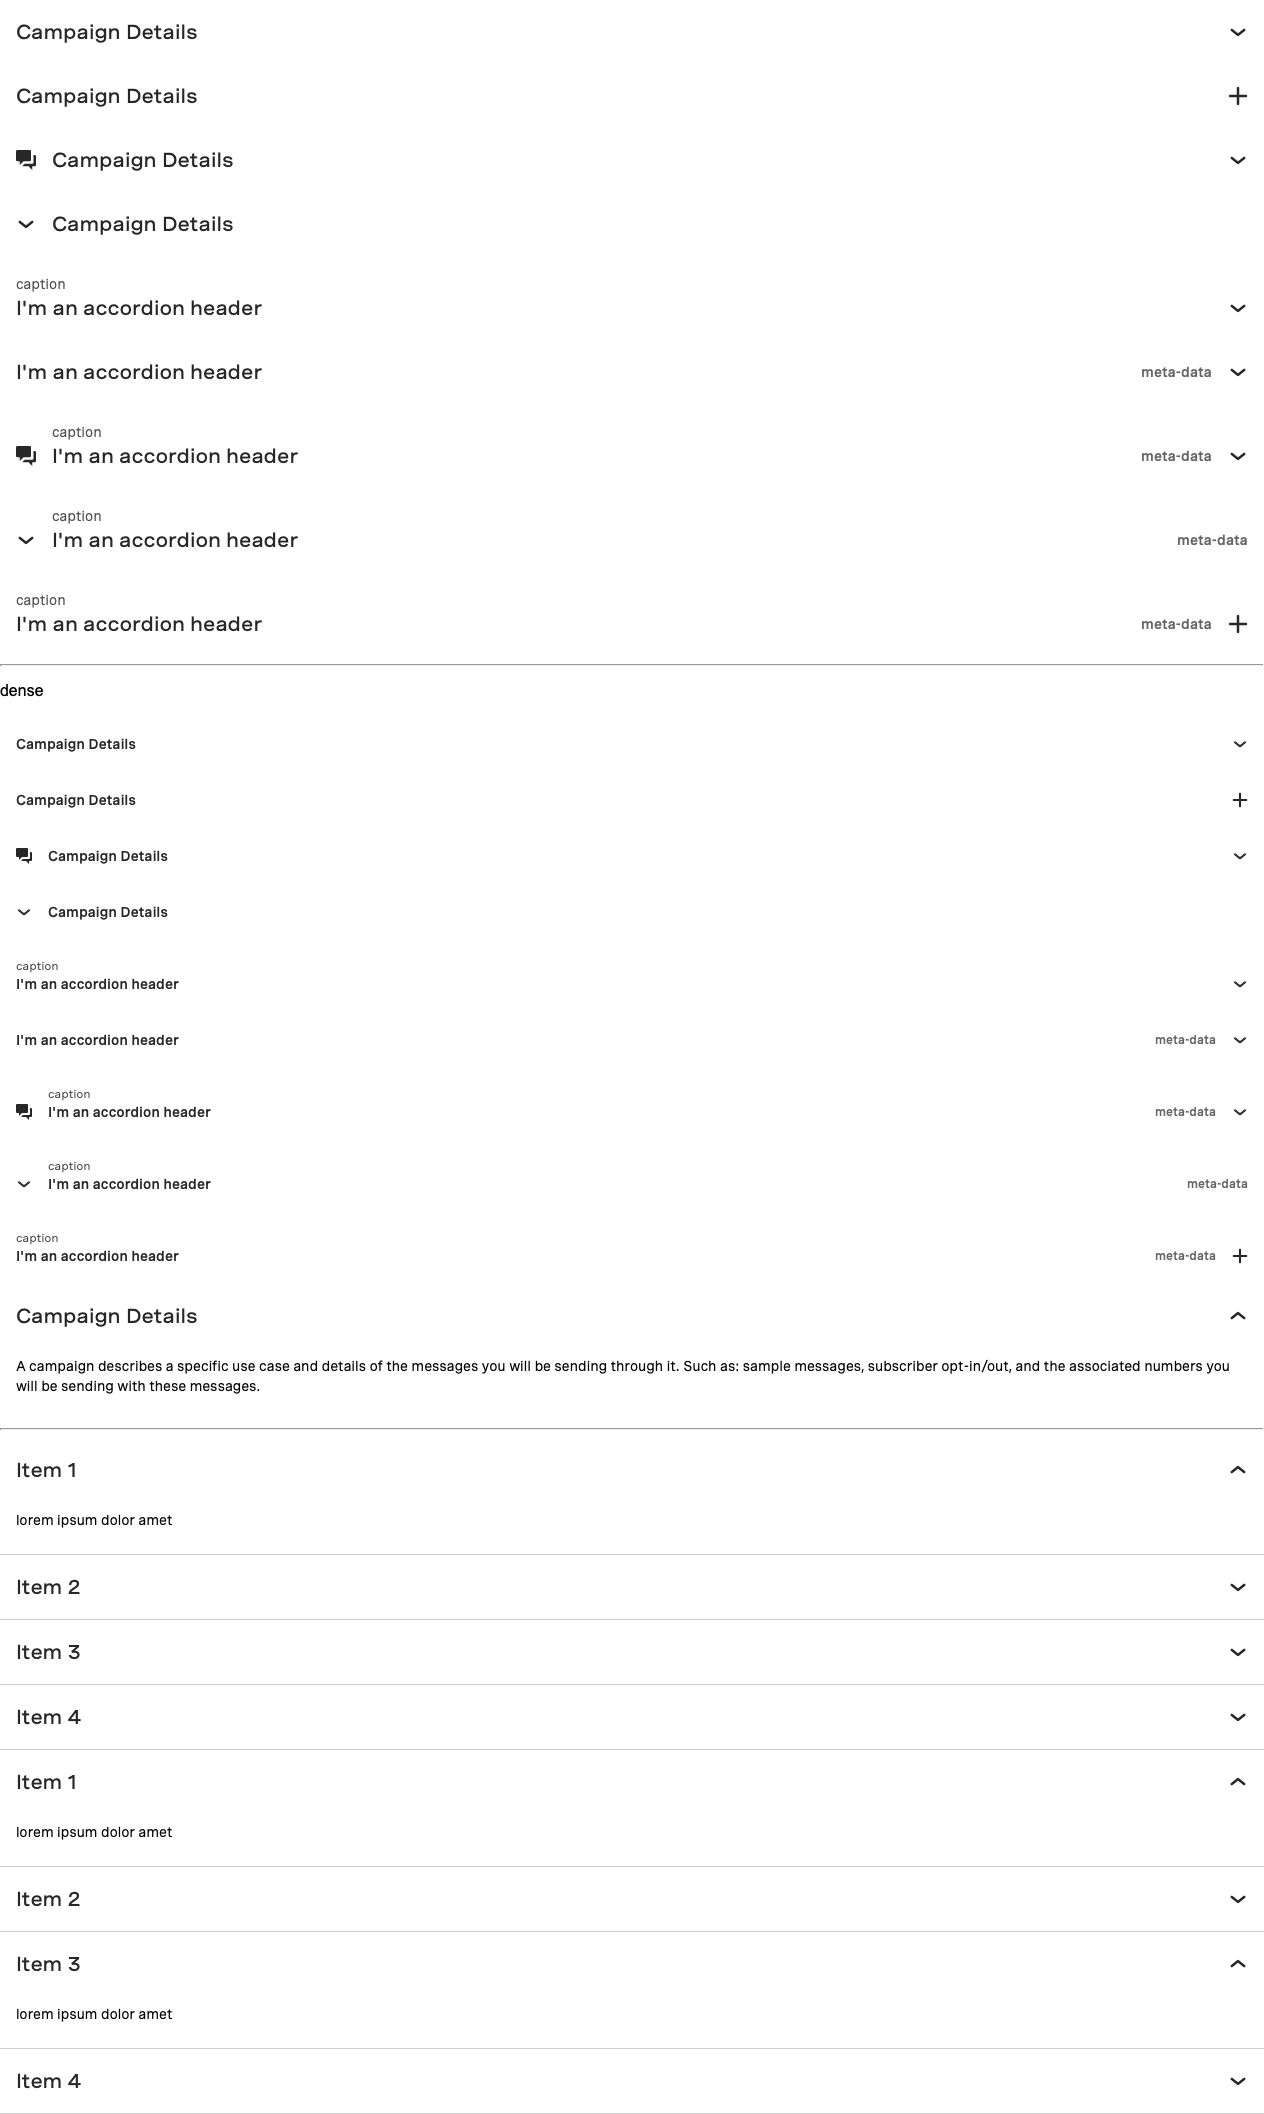 Campaign Details
Campaign Details
Campaign Details
Campaign Details
caption
I'm an accordion header
I'm an accordion header meta-data
caption
I'm an accordion header meta-data
caption
I'm an accordion header meta-data
caption
I'm an accordion header meta-data
dense
Campaign Details
Campaign Details
Campaign Details
Campaign Details
caption
I'm an accordion header
I'm an accordion header meta-data
caption
I'm an accordion header meta-data
caption
I'm an accordion header meta-data
caption
I'm an accordion header meta-data
Campaign Details
A campaign describes a specific use case and details of the messages you will be sending through it. Such as: sample messages, subscriber opt-in/out, and the associated numbers you
will be sending with these messages.
Item 1
lorem ipsum dolor amet
Item 2
Item 3
Item 4
Item 1
lorem ipsum dolor amet
Item 2
Item 3
lorem ipsum dolor amet
Item 4